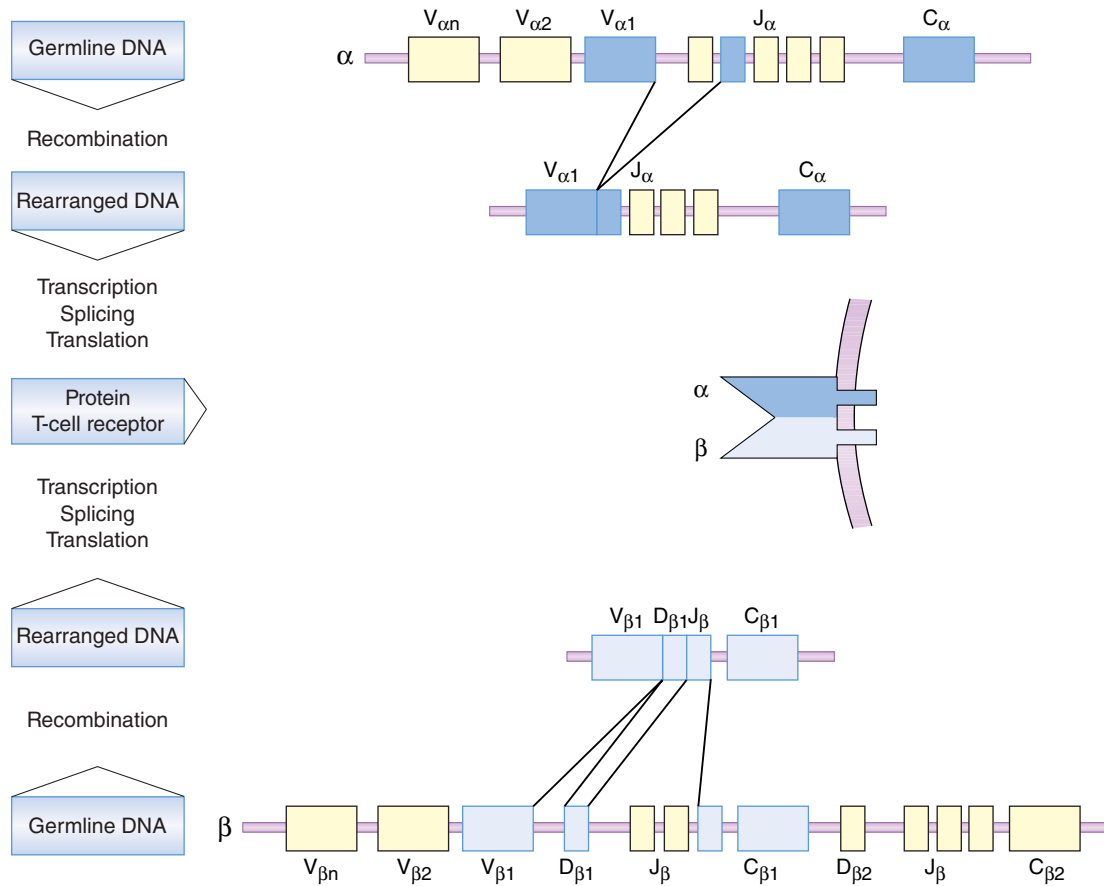 Germline DNA
Recombination
Rearranged DNA
Transcription
Splicing
Translation
Protein
T-cell receptor
Transcription
Splicing
Translation
Rearranged DNA
Recombination
Germline DNA
α Vαn Vα2 Vα1 Jα Cα
Vα1 Jα Cα
α
β
Vβ1 Dβ1 Jβ Cβ1
β
Vβn Vβ2 Vβ1 Dβ1 Jβ Cβ1 Dβ2 Jβ Cβ2